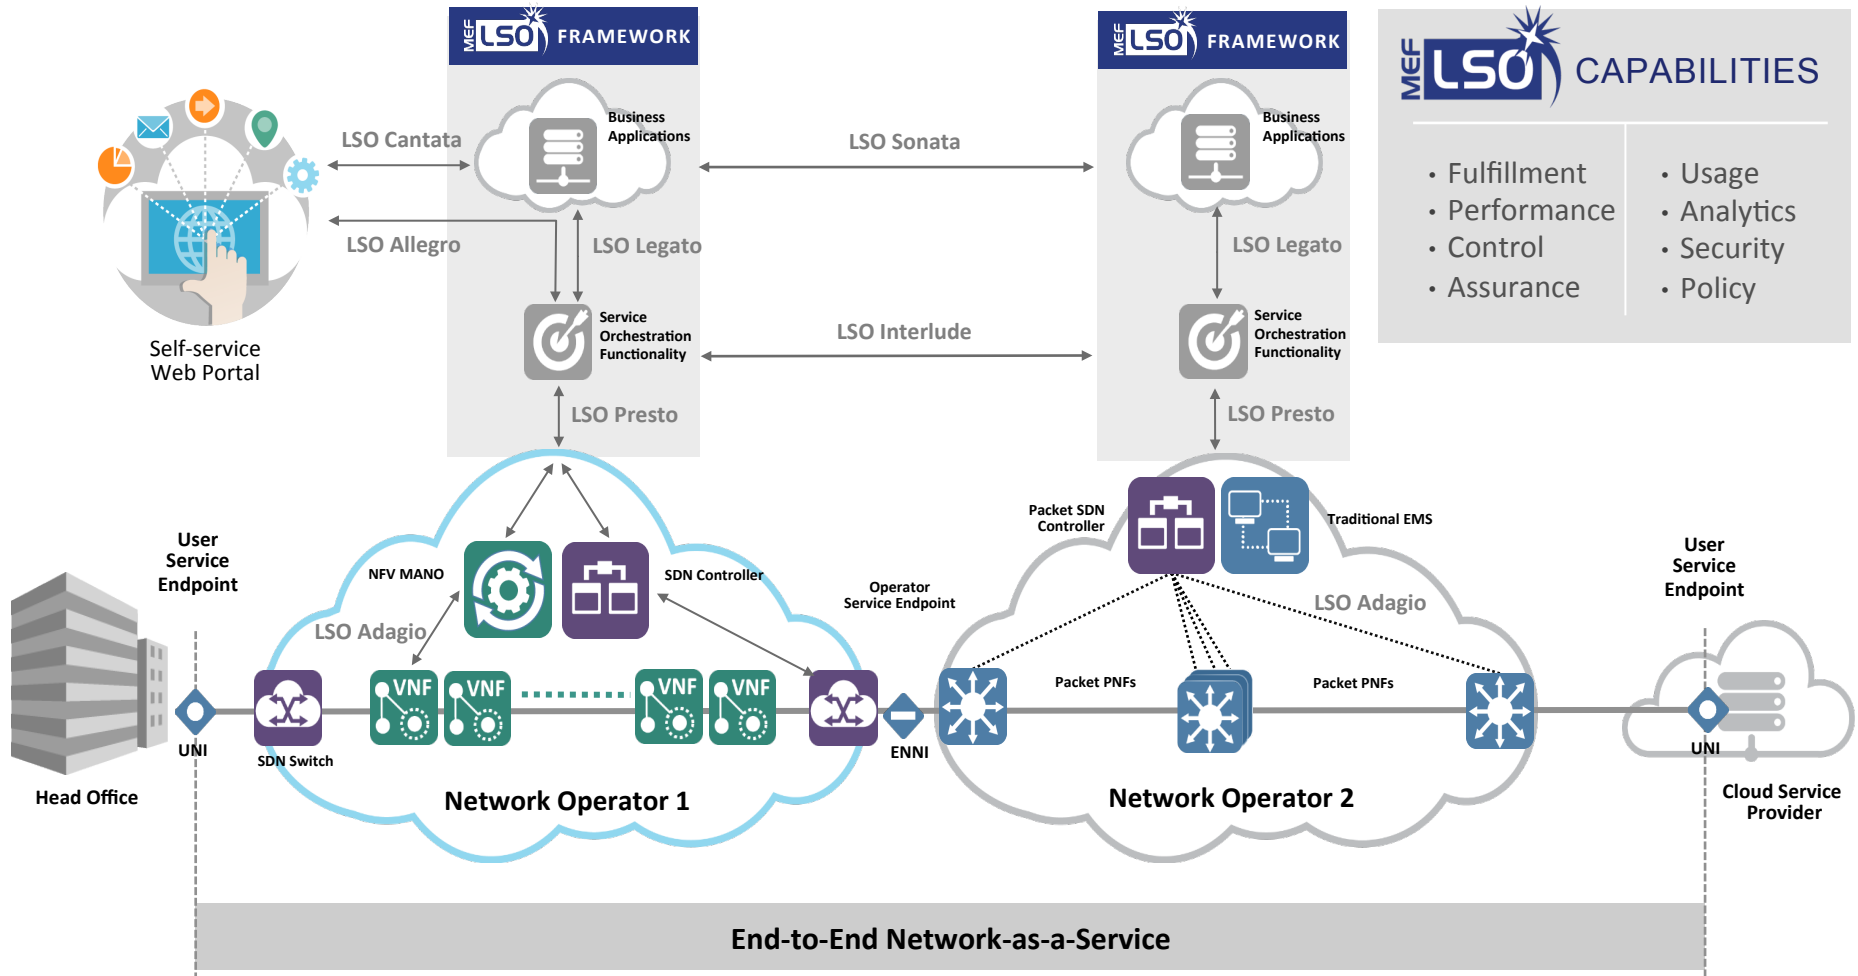 MEF LSO FRAMEWORK
MEF LSO FRAMEWORK
MEF LSO CAPABILITIES
• Fulfillment
• Performance
• Control
• Assurance
• Usage
• Analytics
• Security
• Policy
Business
Applications
Business
Applications
LSO Cantata
LSO Sonata
LSO Allegro
LSO Legato
LSO Legato
Self-service
Web Portal
Service
Orchestration
Functionality
LSO Interlude
Service
Orchestration
Functionality
LSO Presto
LSO Presto
User
Service
Endpoint
NFV MANO
SDN Controller
Operator
Service Endpoint
Packet SDN
Controller
Traditional EMS
User
Service
Endpoint
LSO Adagio
LSO Adagio
VNF
VNF
VNF
VNF
Packet PNFs
Packet PNFs
UNI
SDN Switch
ENNI
UNI
Head Office
Network Operator 1
Network Operator 2
Cloud Service
Provider
End-to-End Network-as-a-Service